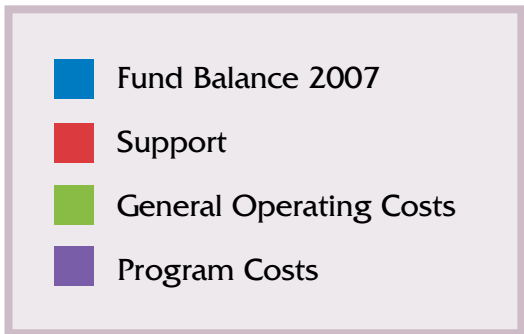 Fund Balance 2007
Support
General Operating Costs
Program Costs